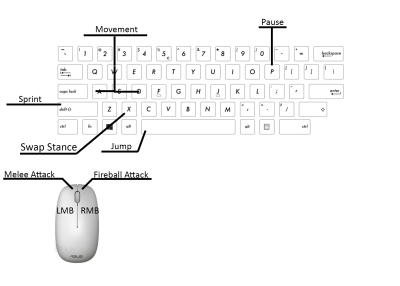 Movement
Pause
~ ! 1 @ 2 # 3 $ 4 % 5 ^ 6 & 7 * 8 ( 9 ) 0 - = backspace
tab Q W E R T Y U I O P [ ] \
caps lock A S D F G H J K L ; ' enter
Sprint
shift Z X C V B N M , . /
ctrl fn alt alt ctrl
Swap Stance
Jump
Melee Attack Fireball Attack
LMB RMB
ASUS